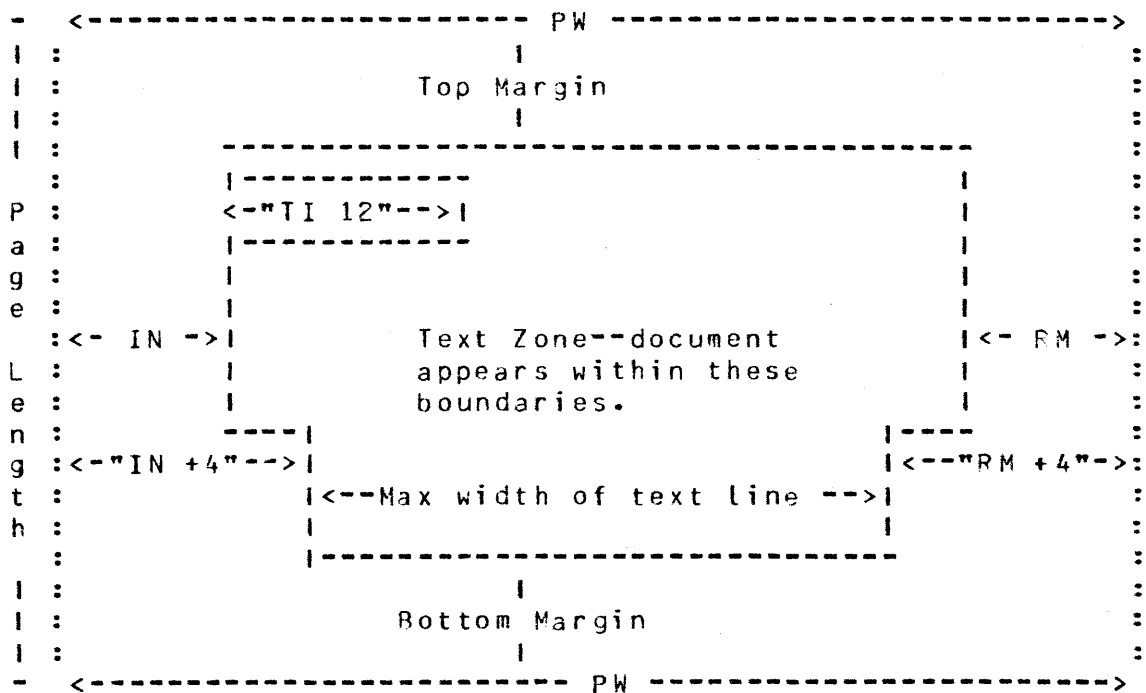 -  <----------------------- PW ------------------------->
|  :                      |                              :
|  :                 Top Margin                          :
|  :                      |                              :
|  :       -------------------------------------         :
   :       |------------                        |        :
P  :       <-"TI 12"-->|                        |        :
a  :       |------------                        |        :
g  :       |                                    |        :
e  :       |                                    |        :
   :<- IN ->|        Text Zone--document        |<- RM ->:
L  :       |         appears within these       |        :
e  :       |         boundaries.                |        :
n  :       ----|                            |----        :
g  :<-"IN +4"-->|                           |<--"RM +4"->:
t  :           |<--Max width of text line -->|           :
h  :           |                            |            :
   :           |-----------------------------            :
|  :                      |                              :
|  :                Bottom Margin                        :
|  :                      |                              :
-  <------------------------ PW ------------------------>